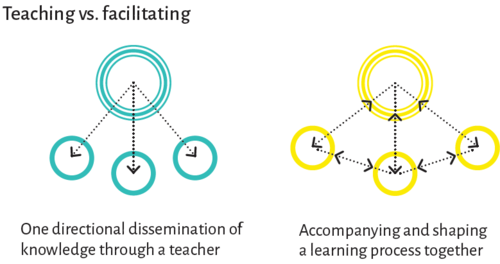 Teaching vs. facilitating
One directional dissemination of
knowledge through a teacher
Accompanying and shaping
a learning process together